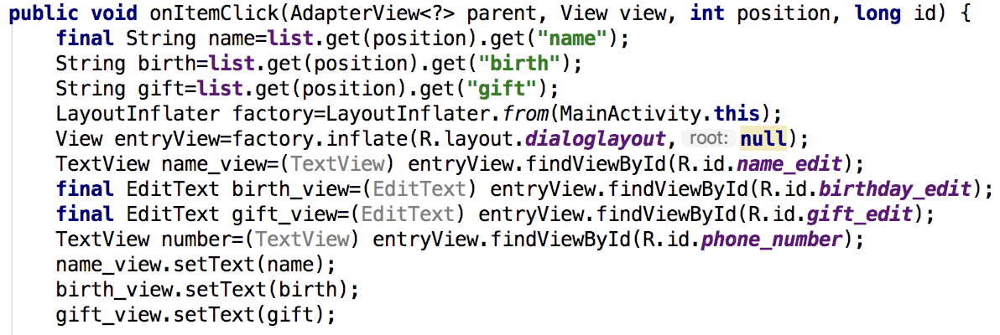 public void onItemClick(AdapterView<?> parent, View view, int position, long id) {
final String name=list.get(position).get("name");
String birth=list.get(position).get("birth");
String gift=list.get(position).get("gift");
LayoutInflater factory=LayoutInflater.from(MainActivity.this);
View entryView=factory.inflate(R.layout.dialoglayout, root: null);
TextView name_view=(TextView) entryView.findViewById(R.id.name_edit);
final EditText birth_view=(EditText) entryView.findViewById(R.id.birthday_edit);
final EditText gift_view=(EditText) entryView.findViewById(R.id.gift_edit);
TextView number=(TextView) entryView.findViewById(R.id.phone_number);
name_view.setText(name);
birth_view.setText(birth);
gift_view.setText(gift);